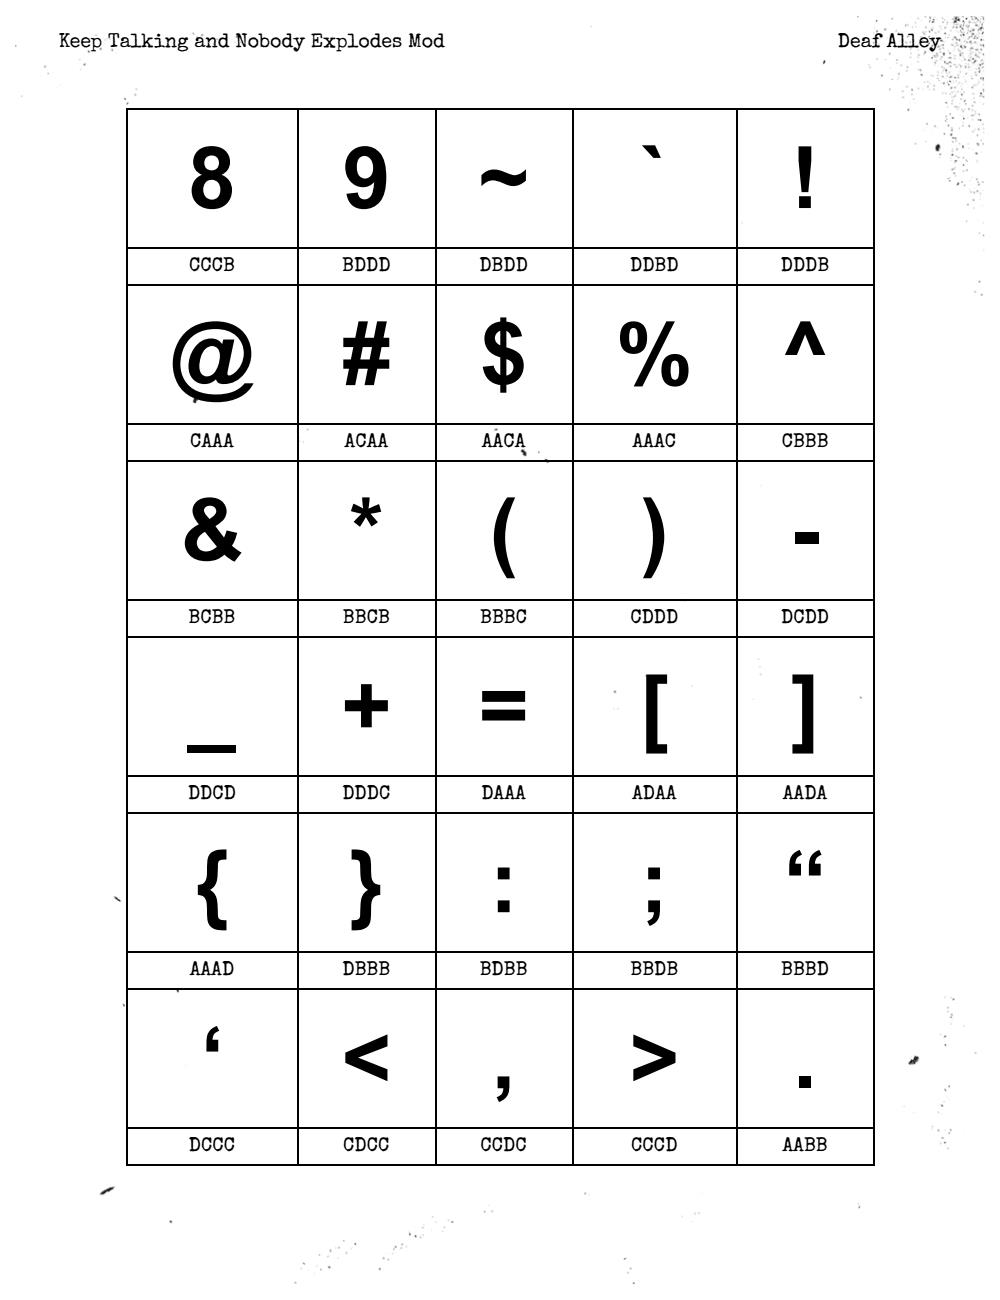 Keep Talking and Nobody Explodes Mod Deaf Alley
8 9 ~ ` !
CCCB BDDD DBDD DDBD DDDB
@ # $ % ^
CAAA ACAA AACA AAAC CBBB
& * ( ) -
BCBB BBCB BBBC CDDD DCDD
_ + = [ ]
DDCD DDDC DAAA ADAA AADA
{ } : ; “
AAAD DBBB BDBB BBDB BBBD
‘ < , > .
DCCC CDCC CCDC CCCD AABB